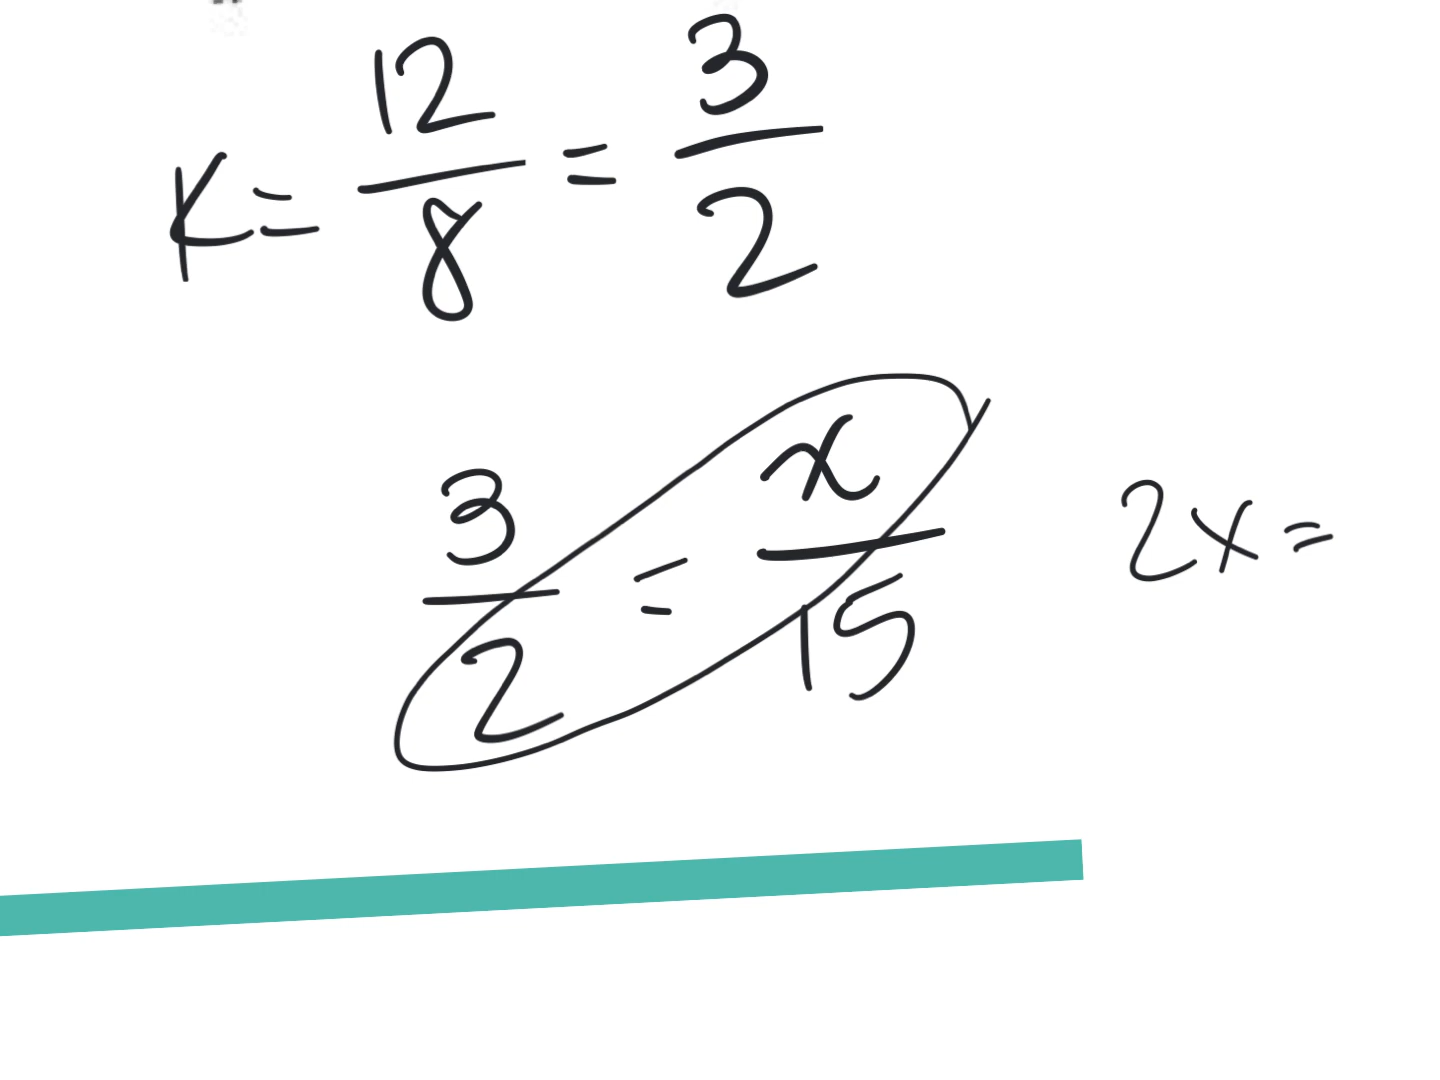 K = 12/8 = 3/2
3/2 = x/15
2x =